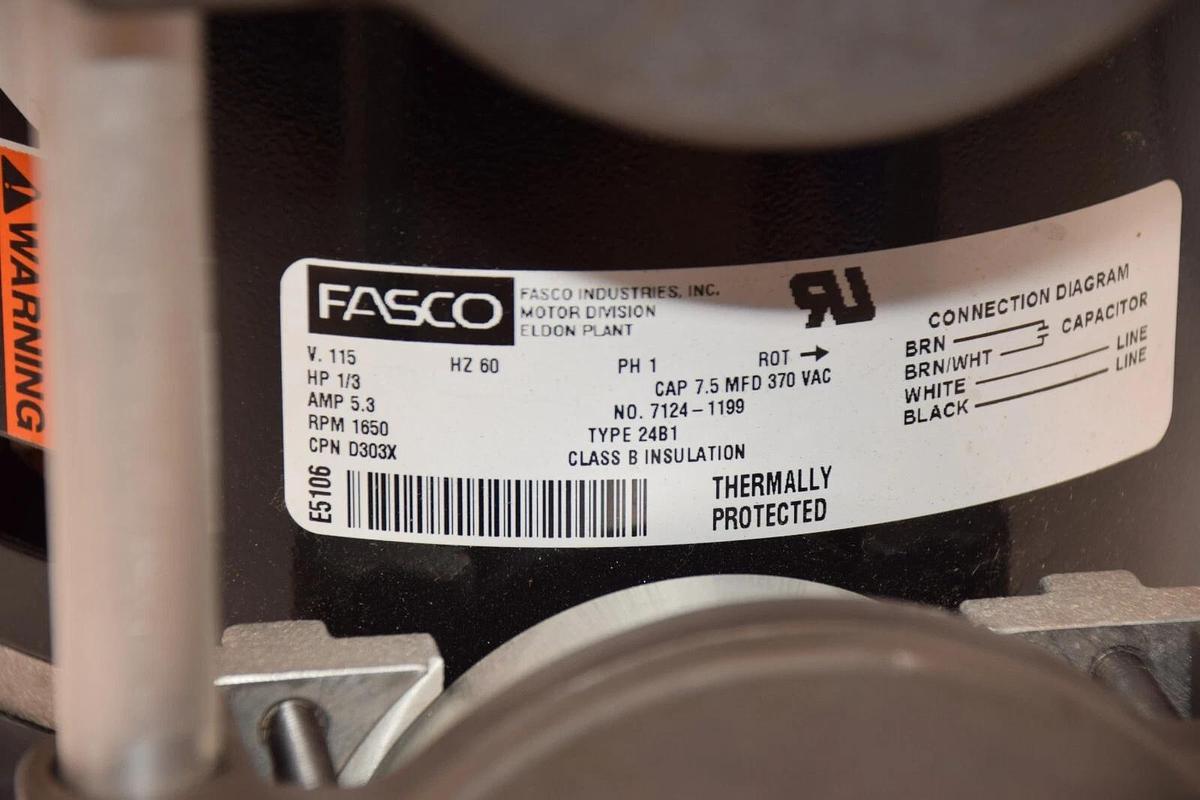 WARNING
FASCO
FASCO INDUSTRIES, INC.
MOTOR DIVISION
ELDON PLANT
V. 115 HZ 60 PH 1 ROT →
HP 1/3 CAP 7.5 MFD 370 VAC
AMP 5.3 NO. 7124-1199
RPM 1650 TYPE 24B1
CPN D303X CLASS B INSULATION
E5106
THERMALLY
PROTECTED
CONNECTION DIAGRAM
BRN CAPACITOR
BRN/WHT
WHITE LINE
BLACK LINE